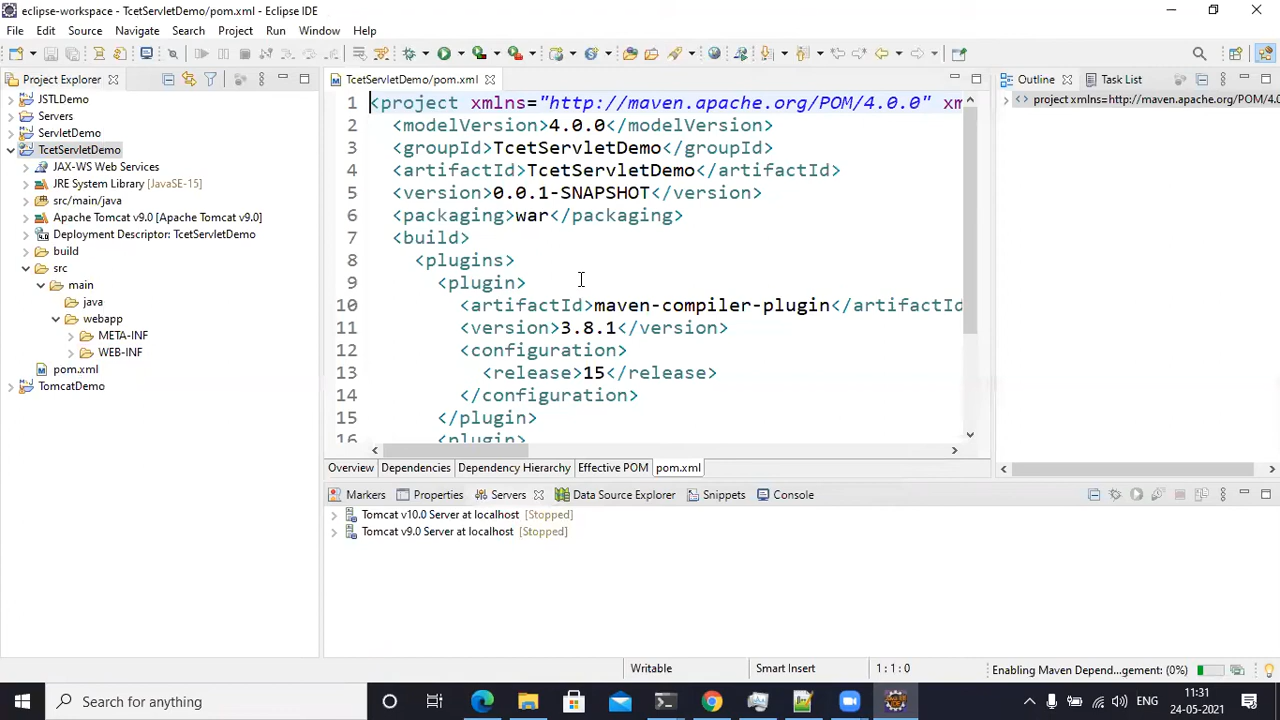 eclipse-workspace - TcetServletDemo/pom.xml - Eclipse IDE
File Edit Source Navigate Search Project Run Window Help
Project Explorer
JSTLDemo
Servers
ServletDemo
TcetServletDemo
JAX-WS Web Services
JRE System Library [JavaSE-15]
src/main/java
Apache Tomcat v9.0 [Apache Tomcat v9.0]
Deployment Descriptor: TcetServletDemo
build
src
main
java
webapp
META-INF
WEB-INF
pom.xml
TomcatDemo
TcetServletDemo/pom.xml
1 <project xmlns="http://maven.apache.org/POM/4.0.0" xm
2 <modelVersion>4.0.0</modelVersion>
3 <groupId>TcetServletDemo</groupId>
4 <artifactId>TcetServletDemo</artifactId>
5 <version>0.0.1-SNAPSHOT</version>
6 <packaging>war</packaging>
7 <build>
8 <plugins>
9 <plugin>
10 <artifactId>maven-compiler-plugin</artifactId
11 <version>3.8.1</version>
12 <configuration>
13 <release>15</release>
14 </configuration>
15 </plugin>
16 <plugin>
Overview Dependencies Dependency Hierarchy Effective POM pom.xml
Outline Task List
project xmlns=http://maven.apache.org/POM/4.0
Markers Properties Servers Data Source Explorer Snippets Console
Tomcat v10.0 Server at localhost [Stopped]
Tomcat v9.0 Server at localhost [Stopped]
Writable Smart Insert 1 : 1 : 0 Enabling Maven Depend...gement: (0%)
Search for anything
ENG
11:31
24-05-2021